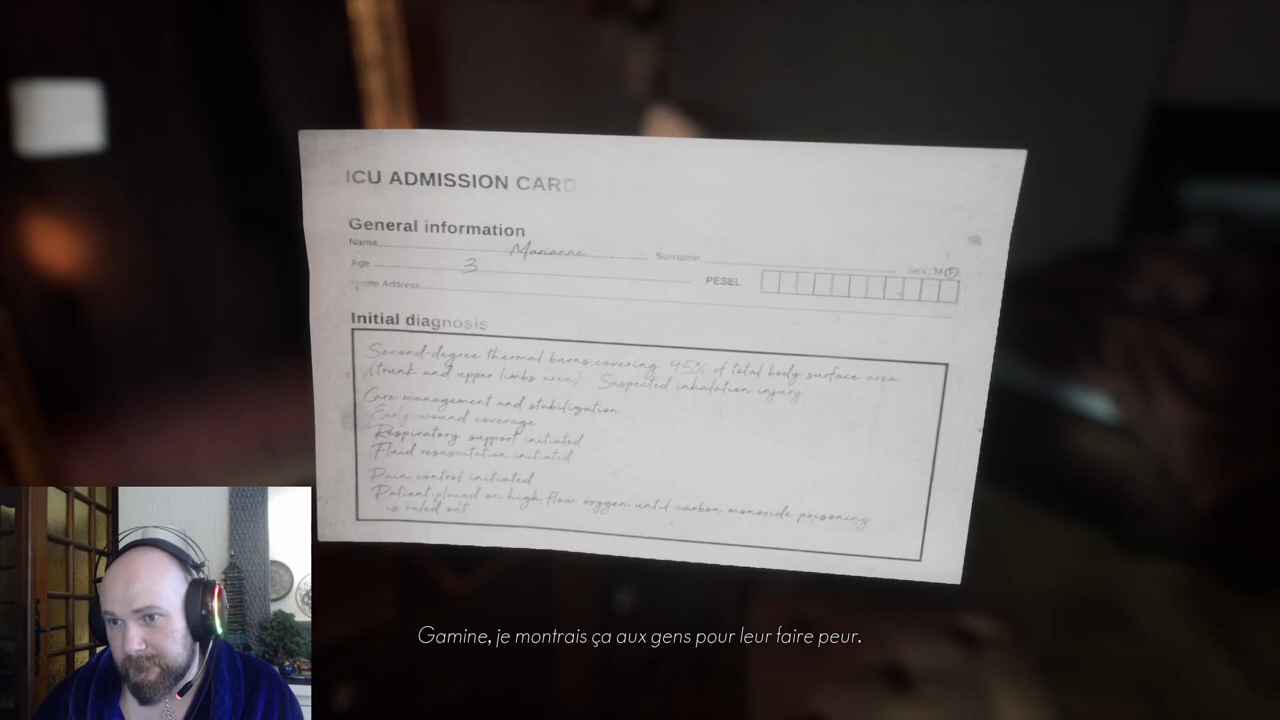 ICU ADMISSION CARD
General information
Name Marianne Surname
Sex: M F
Age 3 PESEL
Home Address
Initial diagnosis
Second-degree thermal burns covering 45% of total body surface area
(trunk and upper limbs area) Suspected inhalation injury
Care management and stabilization
Early wound coverage
Respiratory support initiated
Fluid resuscitation initiated
Pain control initiated
Patient placed on high flow oxygen until carbon monoxide poisoning
is ruled out
Gamine, je montrais ça aux gens pour leur faire peur.